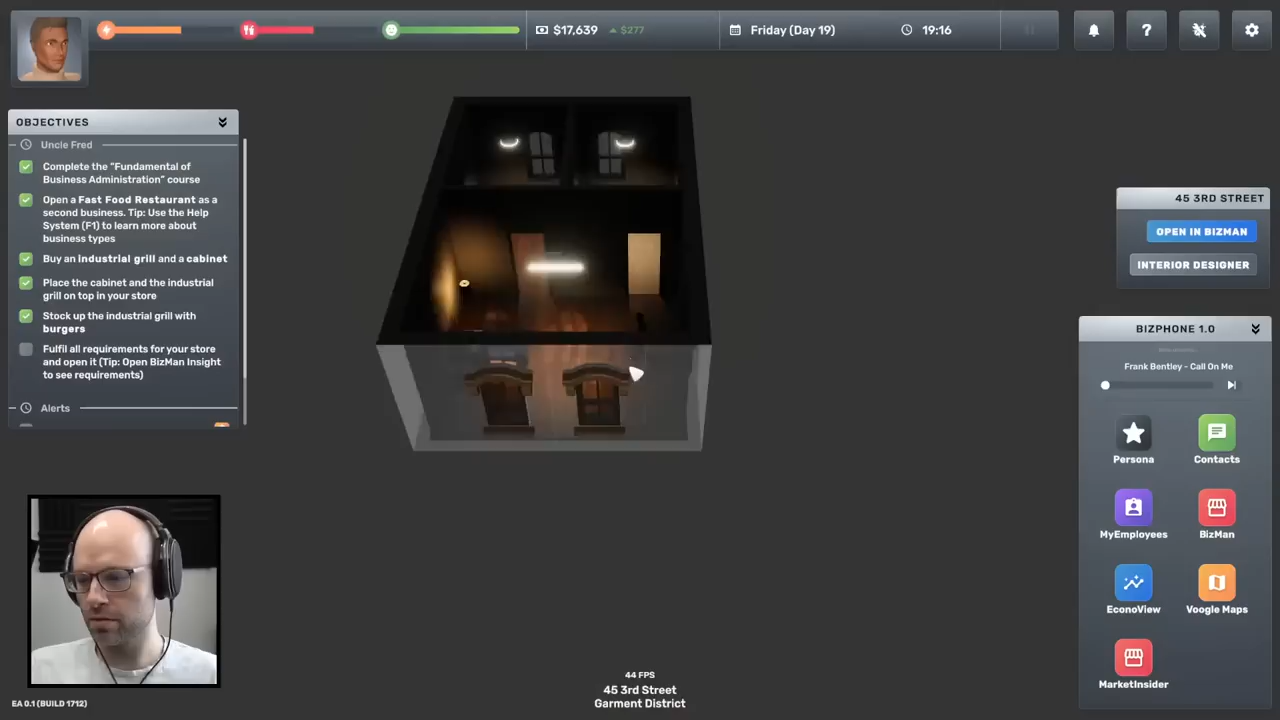 $17,639
$277
Friday (Day 19)
19:16
?
OBJECTIVES
Uncle Fred
Complete the "Fundamental of
Business Administration" course
Open a Fast Food Restaurant as a
second business. Tip: Use the Help
System (F1) to learn more about
business types
Buy an industrial grill and a cabinet
Place the cabinet and the industrial
grill on top in your store
Stock up the industrial grill with
burgers
Fulfil all requirements for your
store
and open it (Tip: Open BizMan Insight
to see requirements)
Alerts
45 3RD STREET
OPEN IN BIZMAN
INTERIOR DESIGNER
BIZPHONE 1.0
Frank Bentley - Call On Me
Persona
Contacts
MyEmployees
BizMan
EconoView
Voogle Maps
MarketInsider
44 FPS
45 3rd Street
Garment District
EA 0.1 (BUILD 1712)